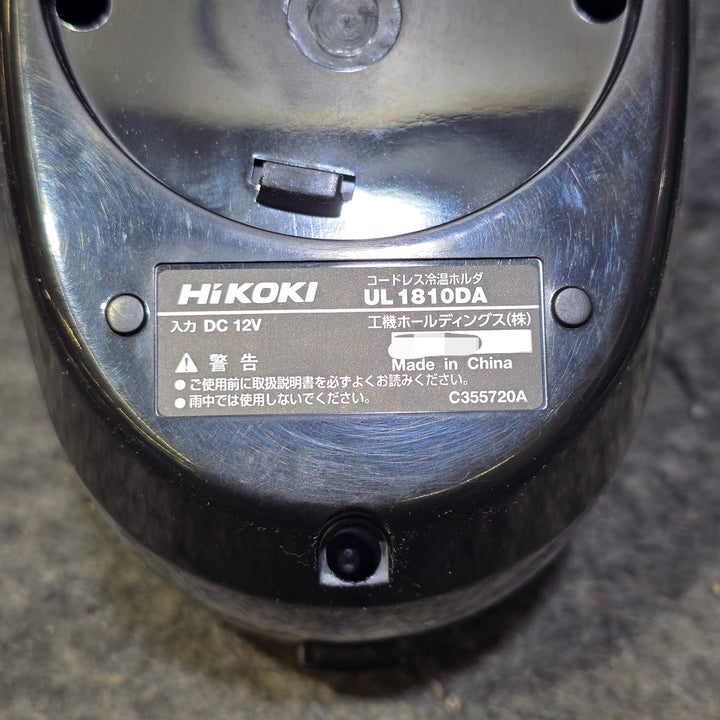 HiKOKI
コードレス冷温ホルダ
UL 1810DA
入力 DC 12V
工機ホールディングス(株)
⚠ 警告
Made in China
● ご使用前に取扱説明書を必ずよくお読みください。
● 雨中では使用しないでください。
C355720A